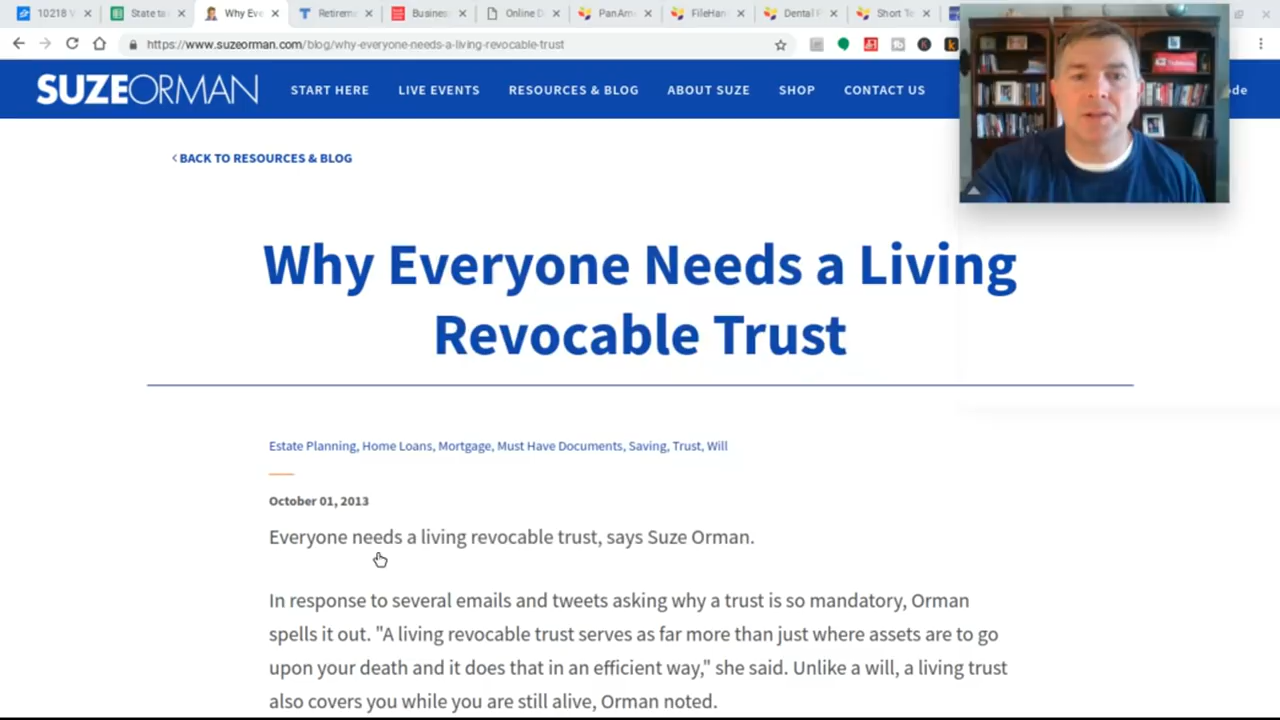 10218 V
State ta
Why Eve
Retirem
Busines
Online D
PanAm
FileHan
Dental P
Short Te
https://www.suzeorman.com/blog/why-everyone-needs-a-living-revocable-trust
SUZEORMAN
START HERE
LIVE EVENTS
RESOURCES & BLOG
ABOUT SUZE
SHOP
CONTACT US
de
BACK TO RESOURCES & BLOG
Why Everyone Needs a Living
Revocable Trust
Estate Planning, Home Loans, Mortgage, Must Have Documents, Saving, Trust, Will
October 01, 2013
Everyone needs a living revocable trust, says Suze Orman.
In response to several emails and tweets asking why a trust is so mandatory, Orman
spells it out. "A living revocable trust serves as far more than just where assets are to go
upon your death and it does that in an efficient way," she said. Unlike a will, a living trust
also covers you while you are still alive, Orman noted.